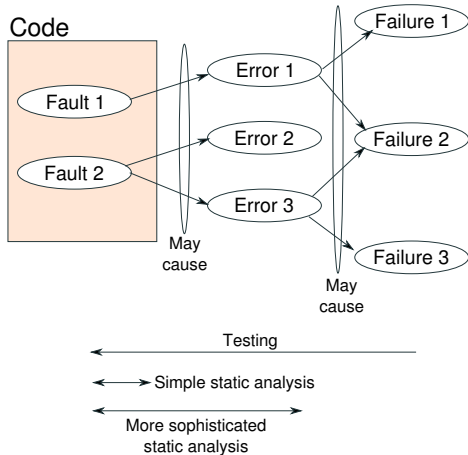 Code
Fault 1
Fault 2
Error 1
Error 2
Error 3
Failure 1
Failure 2
Failure 3
May
cause
May
cause
Testing
Simple static analysis
More sophisticated
static analysis